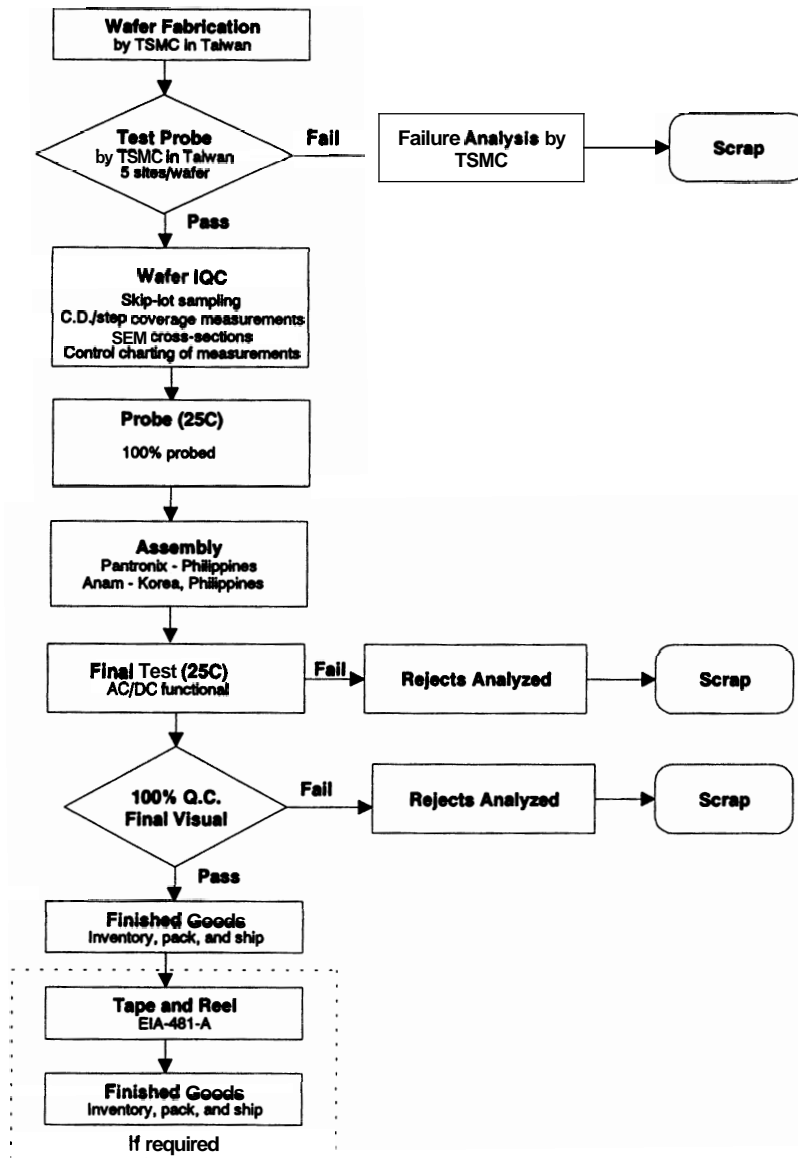 Wafer Fabrication
by TSMC in Taiwan
Test Probe
by TSMC in Taiwan
5 sites/wafer
Fail
Failure Analysis by
TSMC
Scrap
Pass
Wafer IQC
Skip-lot sampling
C.D./step coverage measurements
SEM cross-sections
Control charting of measurements
Probe (25C)
100% probed
Assembly
Pantronix - Philippines
Anam - Korea, Philippines
Final Test (25C)
AC/DC functional
Fail
Rejects Analyzed
Scrap
100% Q.C.
Final Visual
Fail
Rejects Analyzed
Scrap
Pass
Finished Goods
Inventory, pack, and ship
Tape and Reel
EIA-481-A
Finished Goods
Inventory, pack, and ship
If required